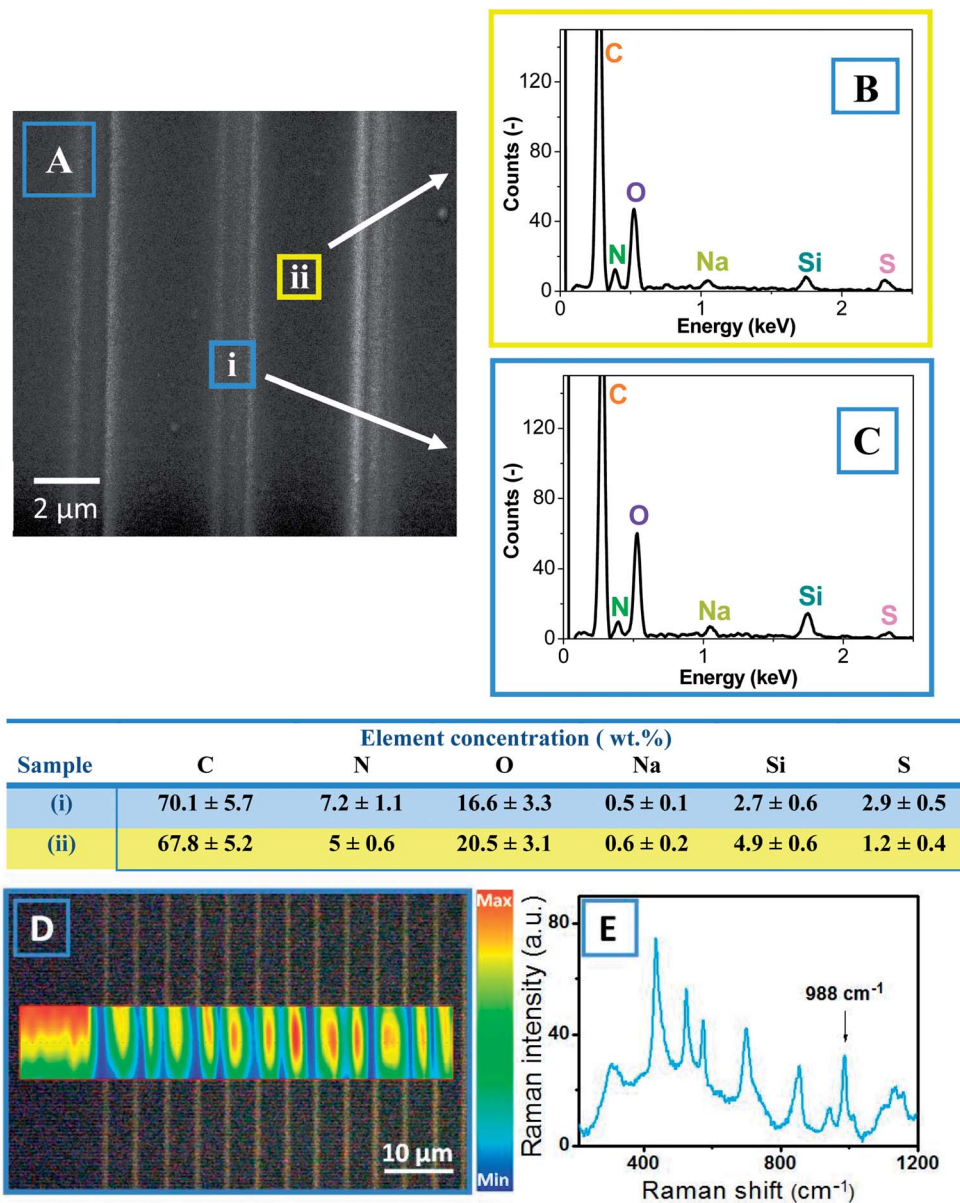 A
ii
i
2 µm
B
C
O
N
Na
Si
S
Counts (-)
120
80
40
0
0
1
2
Energy (keV)
C
C
O
N
Na
Si
S
Counts (-)
120
80
40
0
0
1
2
Energy (keV)
Element concentration ( wt.%)
Sample C N O Na Si S
(i) 70.1 ± 5.7 7.2 ± 1.1 16.6 ± 3.3 0.5 ± 0.1 2.7 ± 0.6 2.9 ± 0.5
(ii) 67.8 ± 5.2 5 ± 0.6 20.5 ± 3.1 0.6 ± 0.2 4.9 ± 0.6 1.2 ± 0.4
D
10 µm
Max
Min
E
988 cm⁻¹
Raman intensity (a.u.)
80
40
0
400
800
1200
Raman shift (cm⁻¹)